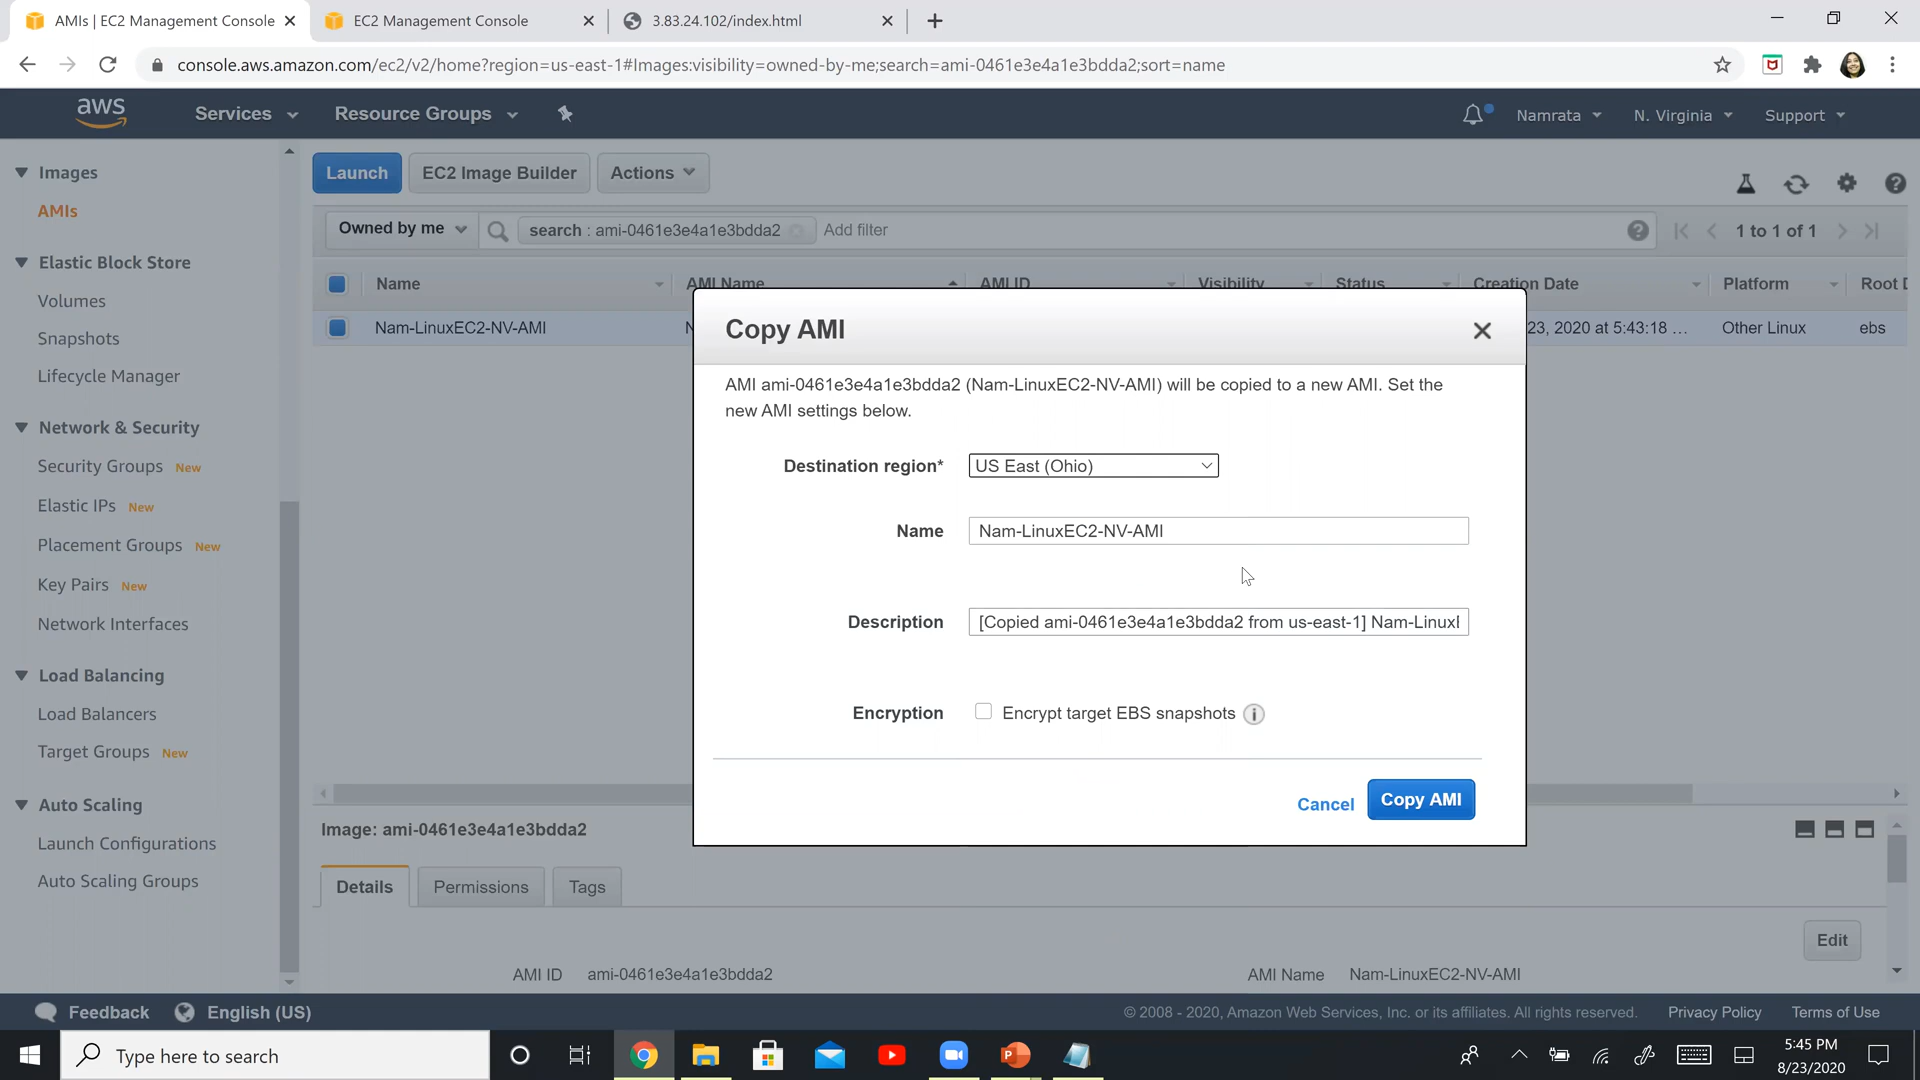 AMIs | EC2 Management Console
EC2 Management Console
3.83.24.102/index.html
console.aws.amazon.com/ec2/v2/home?region=us-east-1#Images:visibility=owned-by-me;search=ami-0461e3e4a1e3bdda2;sort=name
aws
Services
Resource Groups
Namrata
N. Virginia
Support
Images
AMIs
Elastic Block Store
Volumes
Snapshots
Lifecycle Manager
Network & Security
Security Groups New
Elastic IPs New
Placement Groups New
Key Pairs New
Network Interfaces
Load Balancing
Load Balancers
Target Groups New
Auto Scaling
Launch Configurations
Auto Scaling Groups
Launch
EC2 Image Builder
Actions
Owned by me
search : ami-0461e3e4a1e3bdda2
Add filter
1 to 1 of 1
Name
AMI Name
AMI ID
Visibility
Status
Creation Date
Platform
Root D
Nam-LinuxEC2-NV-AMI
N
23, 2020 at 5:43:18 ...
Other Linux
ebs
Copy AMI
AMI ami-0461e3e4a1e3bdda2 (Nam-LinuxEC2-NV-AMI) will be copied to a new AMI. Set the
new AMI settings below.
Destination region*
US East (Ohio)
Name
Nam-LinuxEC2-NV-AMI
Description
[Copied ami-0461e3e4a1e3bdda2 from us-east-1] Nam-LinuxE
Encryption
Encrypt target EBS snapshots
Cancel
Copy AMI
Image: ami-0461e3e4a1e3bdda2
Details
Permissions
Tags
Edit
AMI ID
ami-0461e3e4a1e3bdda2
AMI Name
Nam-LinuxEC2-NV-AMI
Feedback
English (US)
© 2008 - 2020, Amazon Web Services, Inc. or its affiliates. All rights reserved.
Privacy Policy
Terms of Use
Type here to search
5:45 PM
8/23/2020